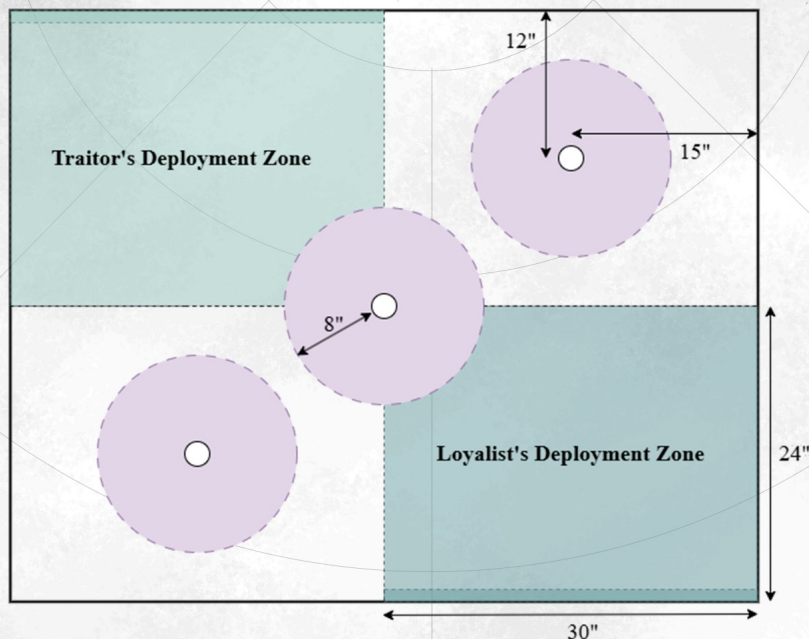 12"
15"
Traitor's Deployment Zone
8"
Loyalist's Deployment Zone
24"
30"